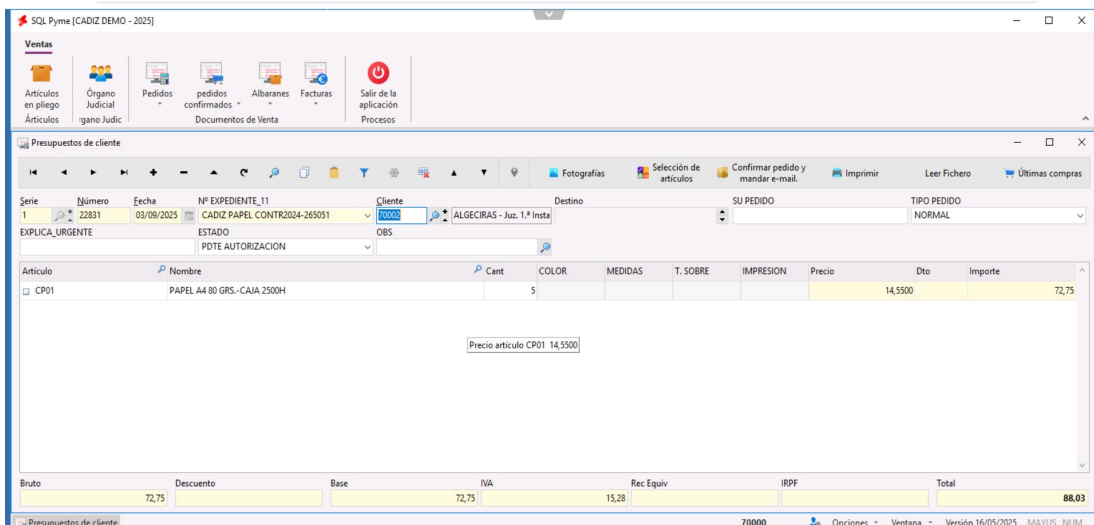 SQL Pyme [CADIZ DEMO - 2025]
Ventas
Artículos en pliego
Órgano Judicial
Pedidos
pedidos confirmados
Albaranes
Facturas
Salir de la aplicación
Artículos
rgano Judic
Documentos de Venta
Procesos
Presupuestos de cliente
Fotografías
Selección de artículos
Confirmar pedido y mandar e-mail.
Imprimir
Leer Fichero
Últimas compras
Serie Número Fecha Nº EXPEDIENTE_11 Cliente Destino SU PEDIDO TIPO PEDIDO
1 22831 03/09/2025 CADIZ PAPEL CONTR2024-265051 70002 ALGECIRAS - Juz. 1.ª Insta NORMAL
EXPLICA_URGENTE ESTADO OBS
PDTE AUTORIZACION
Artículo Nombre Cant COLOR MEDIDAS T. SOBRE IMPRESION Precio Dto Importe
CP01 PAPEL A4 80 GRS.-CAJA 2500H 5 14,5500 72,75
Precio artículo CP01 14,5500
Bruto Descuento Base IVA Rec Equiv IRPF Total
72,75 72,75 15,28 88,03
Presupuestos de cliente 70000 Opciones Ventana Versión 16/05/2025 MAYUS NUM